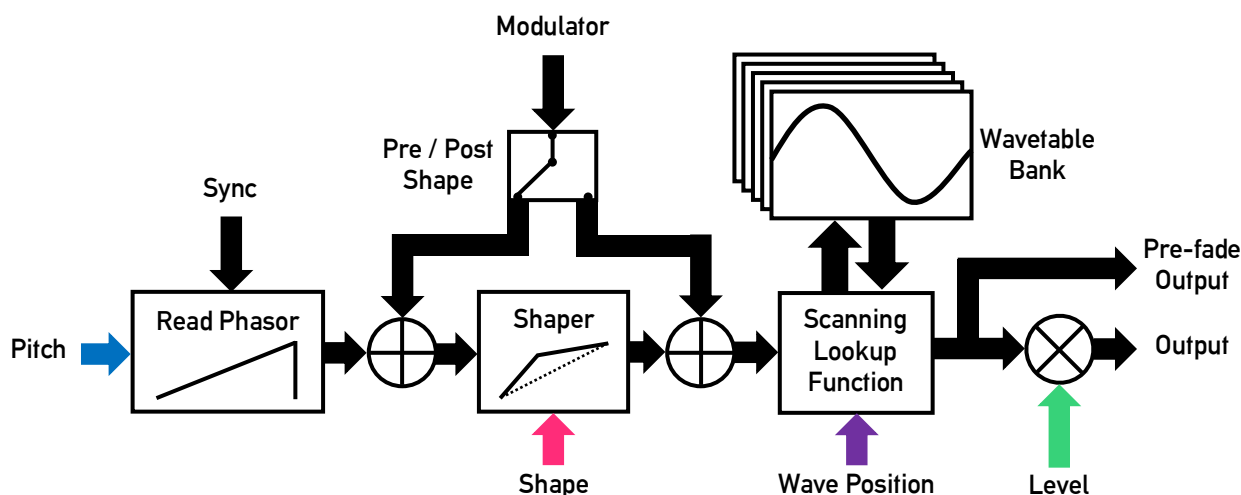 Modulator
Pre / Post
Shape
Wavetable
Bank
Sync
Pre-fade
Output
Read Phasor
Shaper
Scanning
Lookup
Function
Pitch
Output
Shape
Wave Position
Level